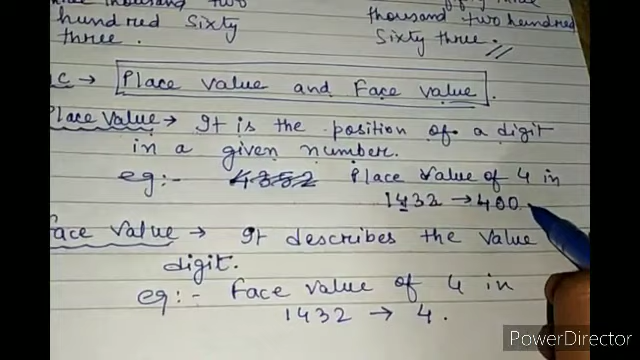 thousand two
hundred Sixty
three.
thousand two hundred
Sixty three.
c → Place value and Face value.
Place Value → It is the position of a digit
in a given number.
eg:- 4352 Place value of 4 in
1432 → 400
Face value → It describes the value
digit.
eg:- Face value of 4 in
1432 → 4.
PowerDirector